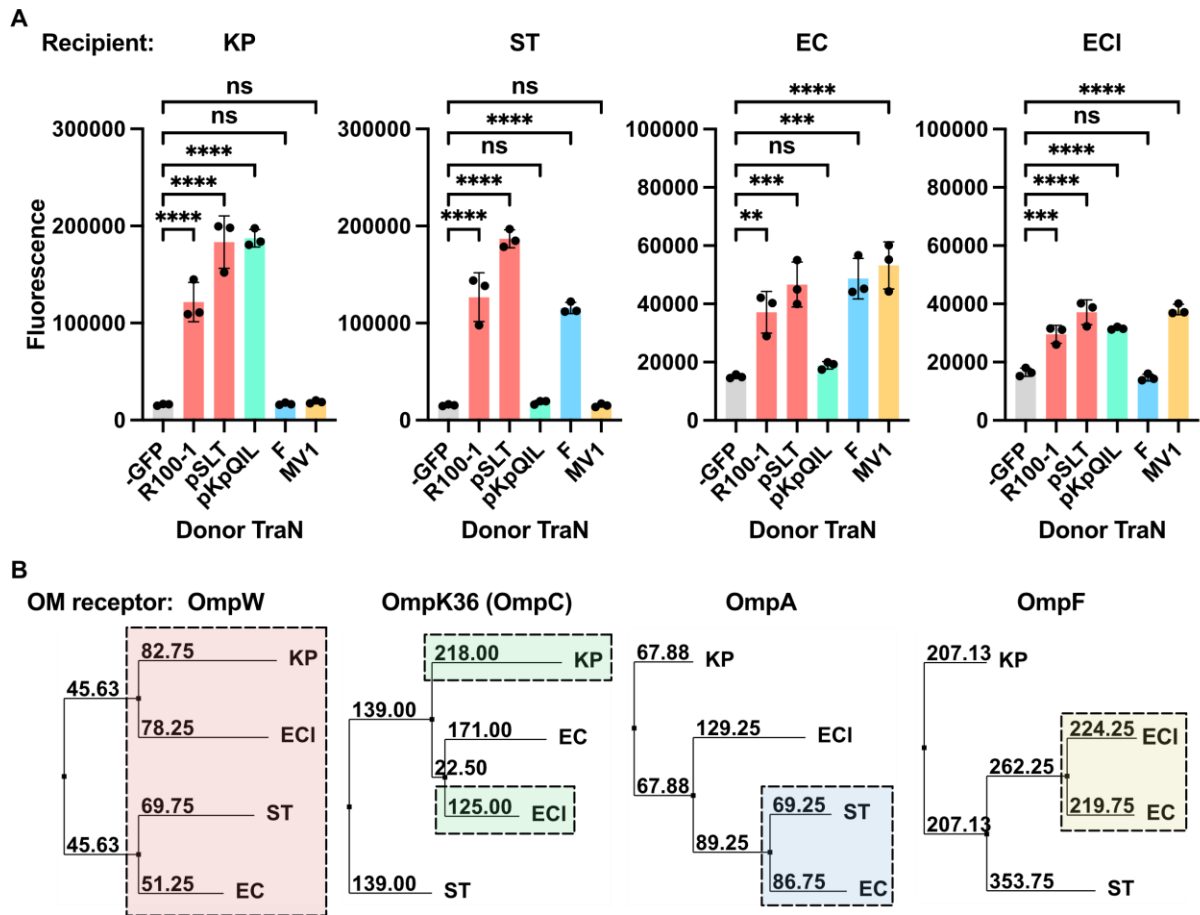 A
Recipient: KP ST EC ECl
ns ns **** ****
ns **** *** ns
**** ns ns ****
**** **** *** ****
**** **** ** ***
Fluorescence
300000 300000 100000 100000
200000 200000 80000 80000
100000 100000 60000 60000
0 0 40000 40000
20000 20000
0 0
-GFP R100-1 pSLT pKpQIL F MV1
-GFP R100-1 pSLT pKpQIL F MV1
-GFP R100-1 pSLT pKpQIL F MV1
-GFP R100-1 pSLT pKpQIL F MV1
Donor TraN Donor TraN Donor TraN Donor TraN
B
OM receptor: OmpW OmpK36 (OmpC) OmpA OmpF
45.63
82.75 KP
78.25 ECl
45.63
69.75 ST
51.25 EC
139.00
218.00 KP
171.00 EC
22.50
125.00 ECl
139.00 ST
67.88 KP
67.88
129.25 ECl
89.25
69.25 ST
86.75 EC
207.13 KP
207.13
262.25
224.25 ECl
219.75 EC
353.75 ST